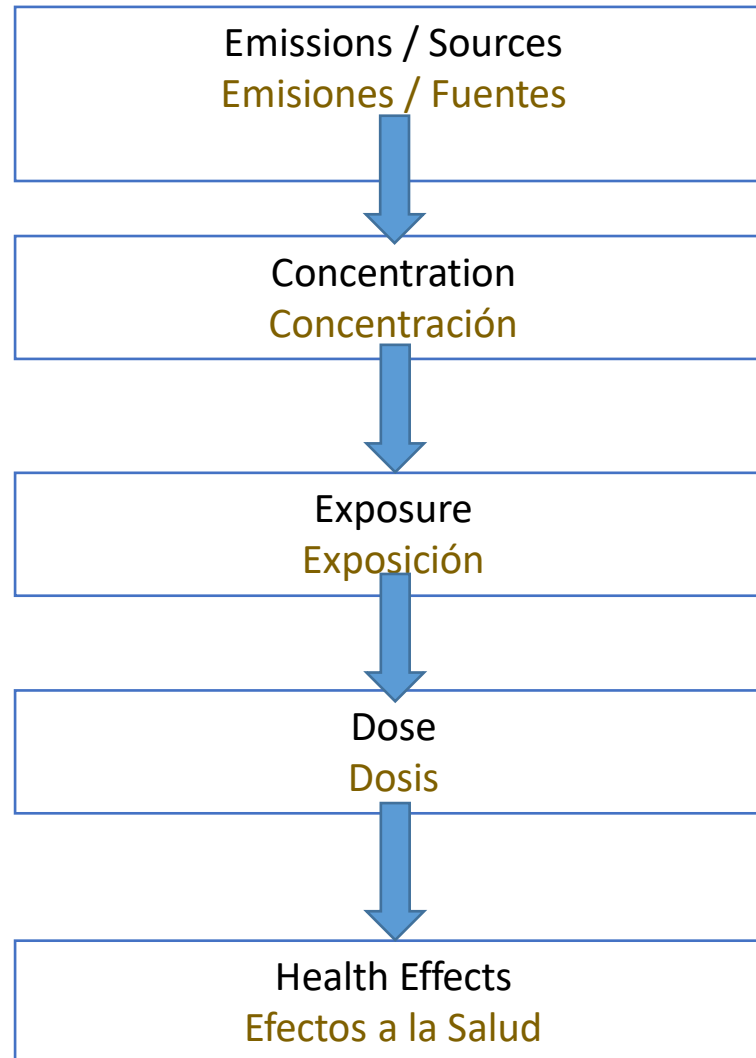 Emissions / Sources
Emisiones / Fuentes
Concentration
Concentración
Exposure
Exposición
Dose
Dosis
Health Effects
Efectos a la Salud